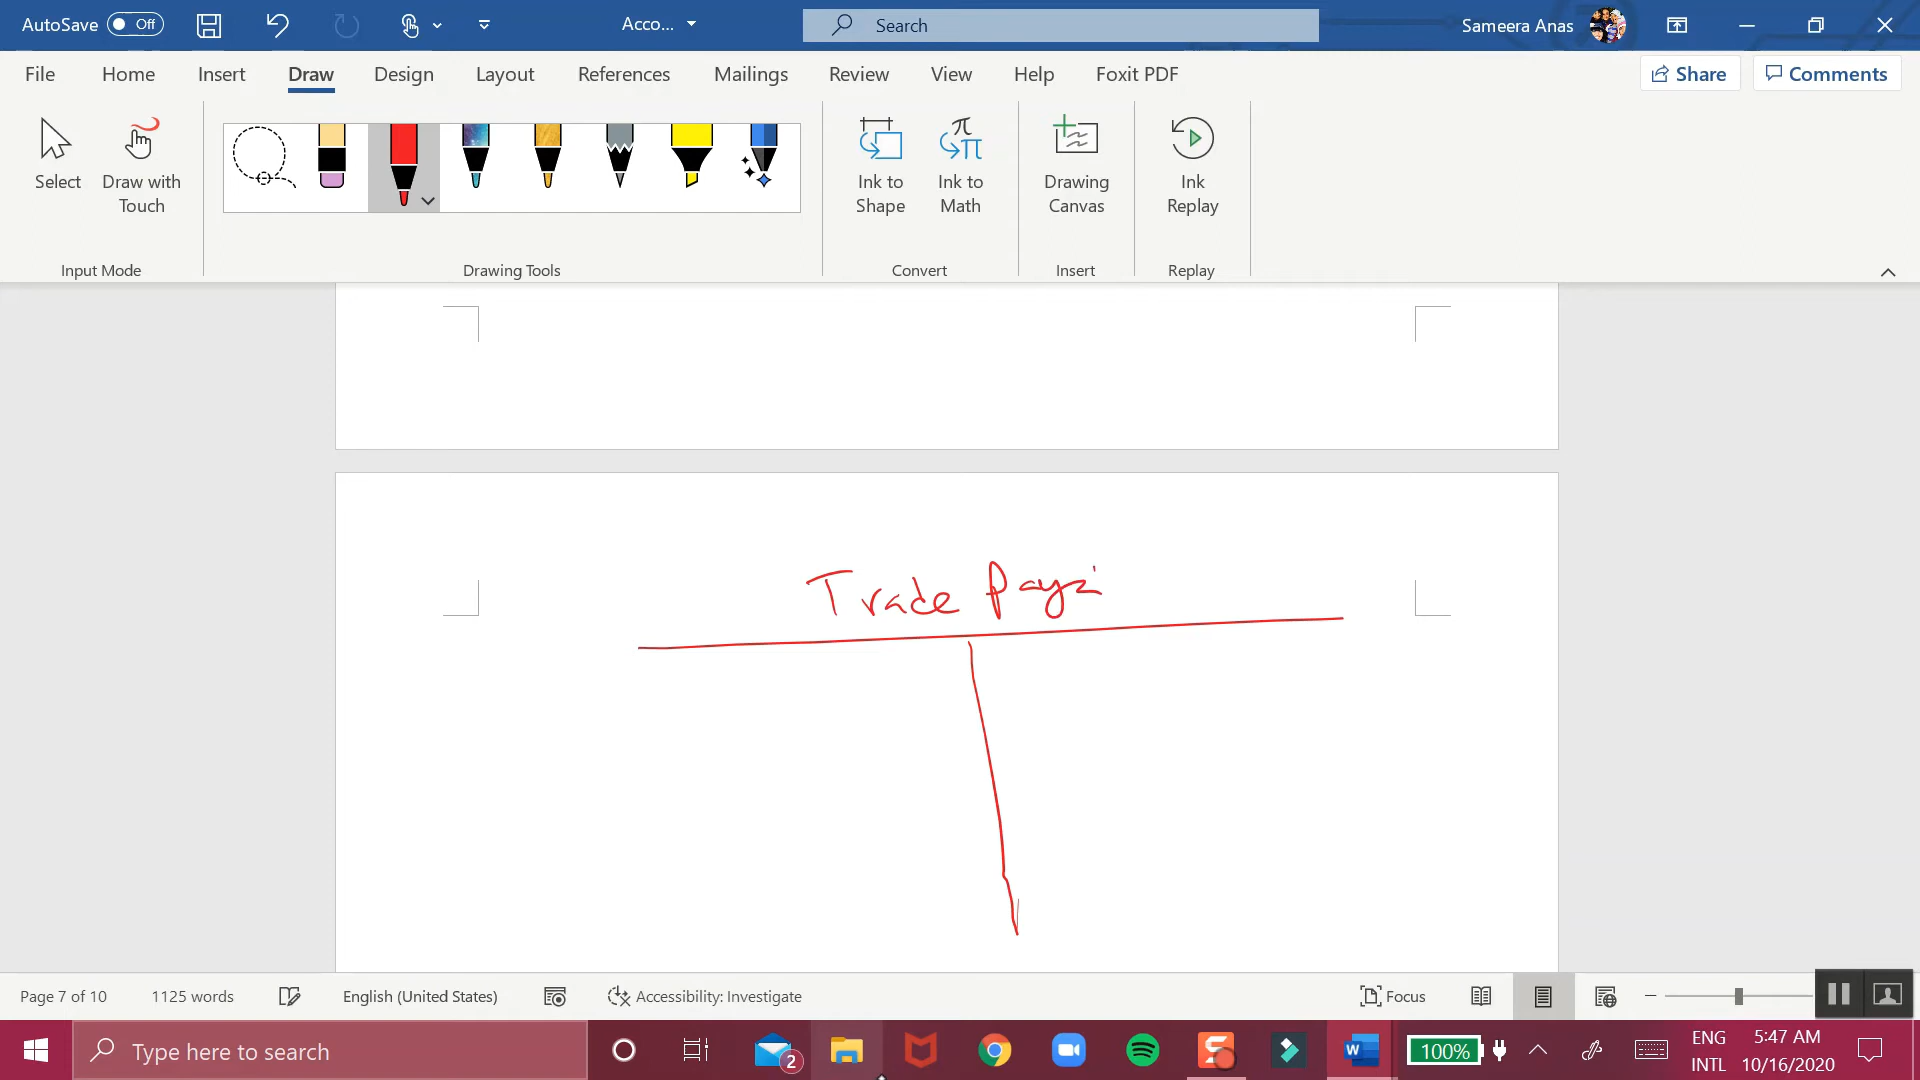 AutoSave Off Acco... Search Sameera Anas
File Home Insert Draw Design Layout References Mailings Review View Help Foxit PDF Share Comments
Select Draw with Touch Ink to Shape Ink to Math Drawing Canvas Ink Replay
π
Input Mode Drawing Tools Convert Insert Replay
Trade
Page 7 of 10 1125 words English (United States) Accessibility: Investigate Focus
Type here to search 2 100% ENG 5:47 AM
INTL 10/16/2020